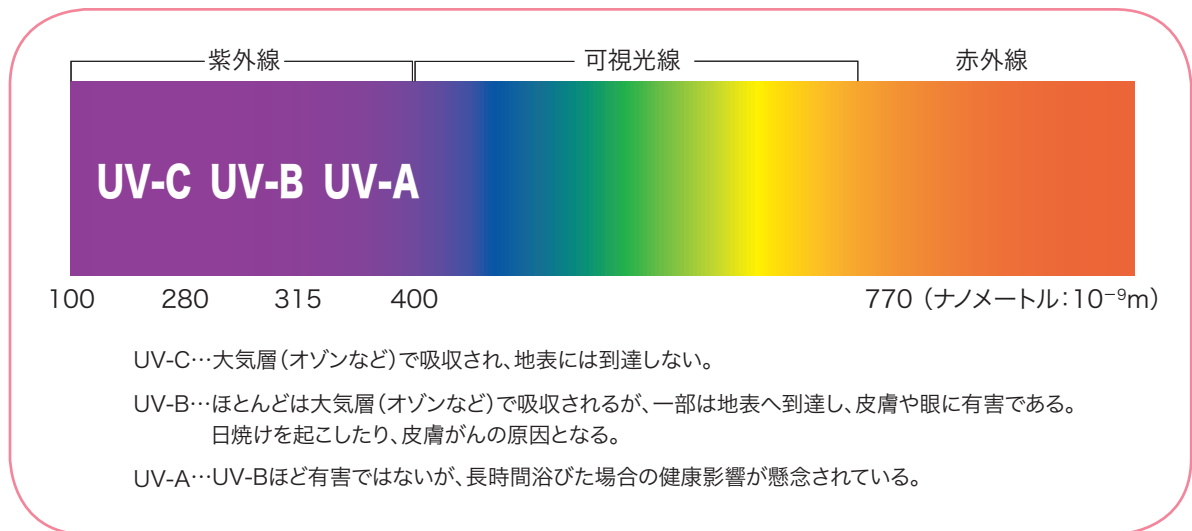 紫外線 可視光線 赤外線
UV-C UV-B UV-A
100 280 315 400 770（ナノメートル：10⁻⁹m）
UV-C…大気層（オゾンなど）で吸収され、地表には到達しない。
UV-B…ほとんどは大気層（オゾンなど）で吸収されるが、一部は地表へ到達し、皮膚や眼に有害である。
日焼けを起こしたり、皮膚がんの原因となる。
UV-A…UV-Bほど有害ではないが、長時間浴びた場合の健康影響が懸念されている。